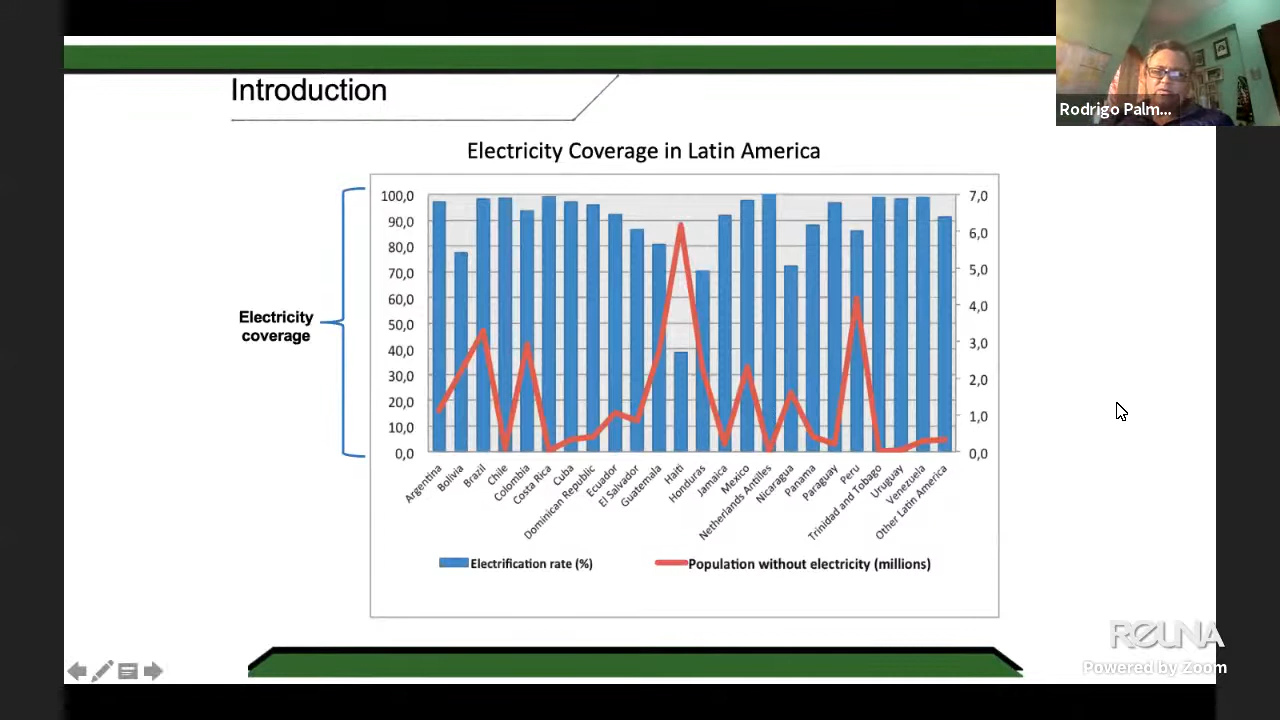 Introduction
Rodrigo Palm...
Electricity Coverage in Latin America
100,0
90,0
80,0
70,0
60,0
50,0
40,0
30,0
20,0
10,0
0,0
7,0
6,0
5,0
4,0
3,0
2,0
1,0
0,0
Electricity
coverage
Argentina
Bolivia
Brazil
Chile
Colombia
Costa Rica
Cuba
Dominican Republic
Ecuador
El Salvador
Guatemala
Haiti
Honduras
Jamaica
Mexico
Netherlands Antilles
Nicaragua
Panama
Paraguay
Peru
Trinidad and Tobago
Uruguay
Venezuela
Other Latin America
Electrification rate (%)
Population without electricity (millions)
REUNA
Powered by Zoom